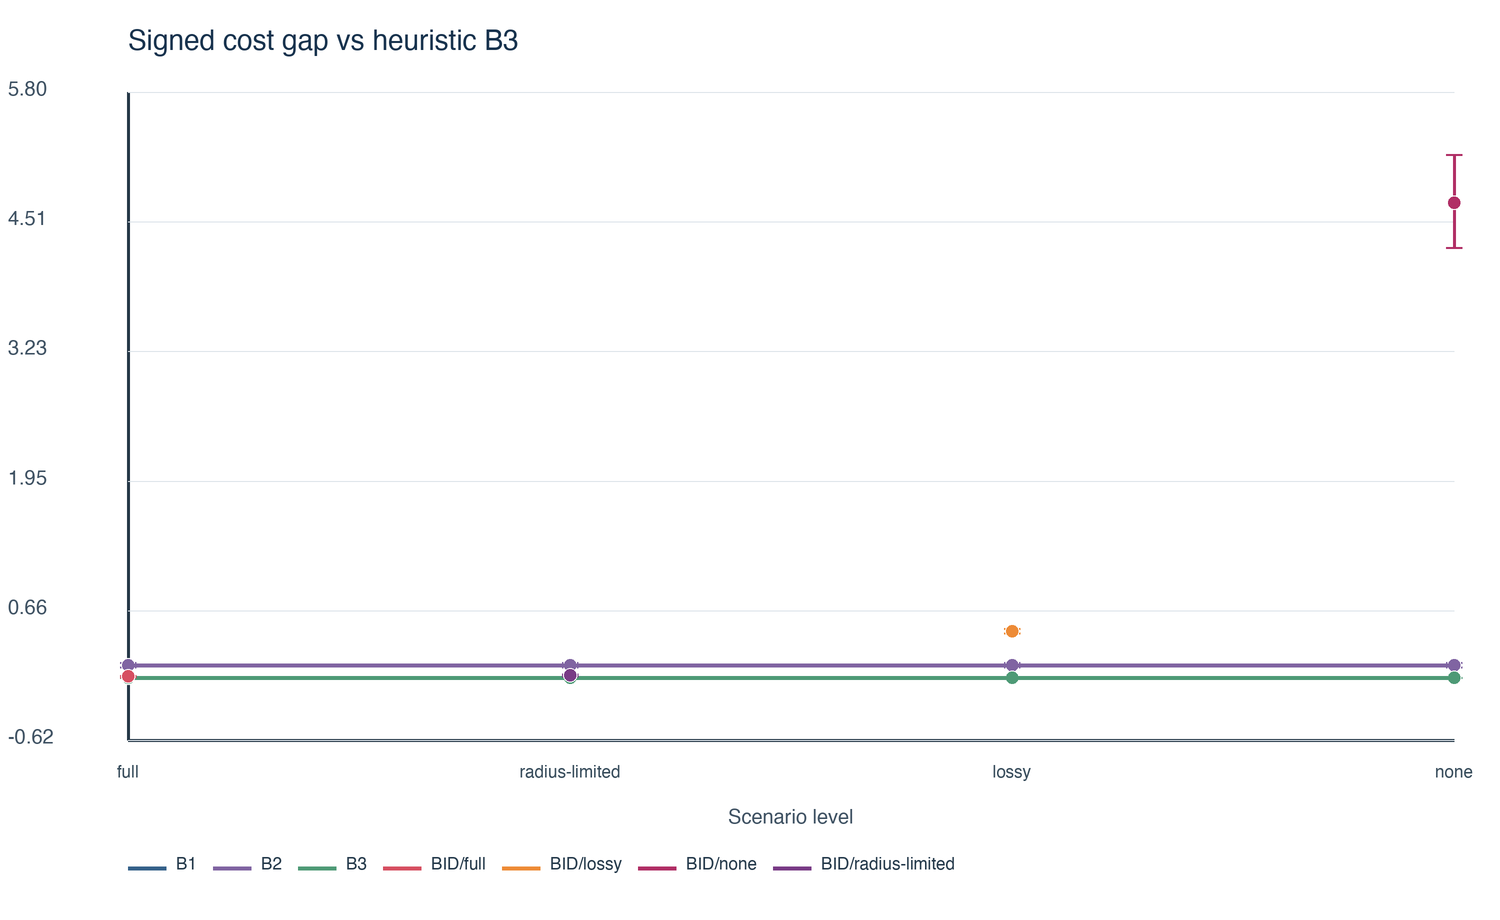 Signed cost gap vs heuristic B3
5.80
4.51
3.23
1.95
0.66
-0.62
full radius-limited lossy none
Scenario level
B1 B2 B3 BID/full BID/lossy BID/none BID/radius-limited